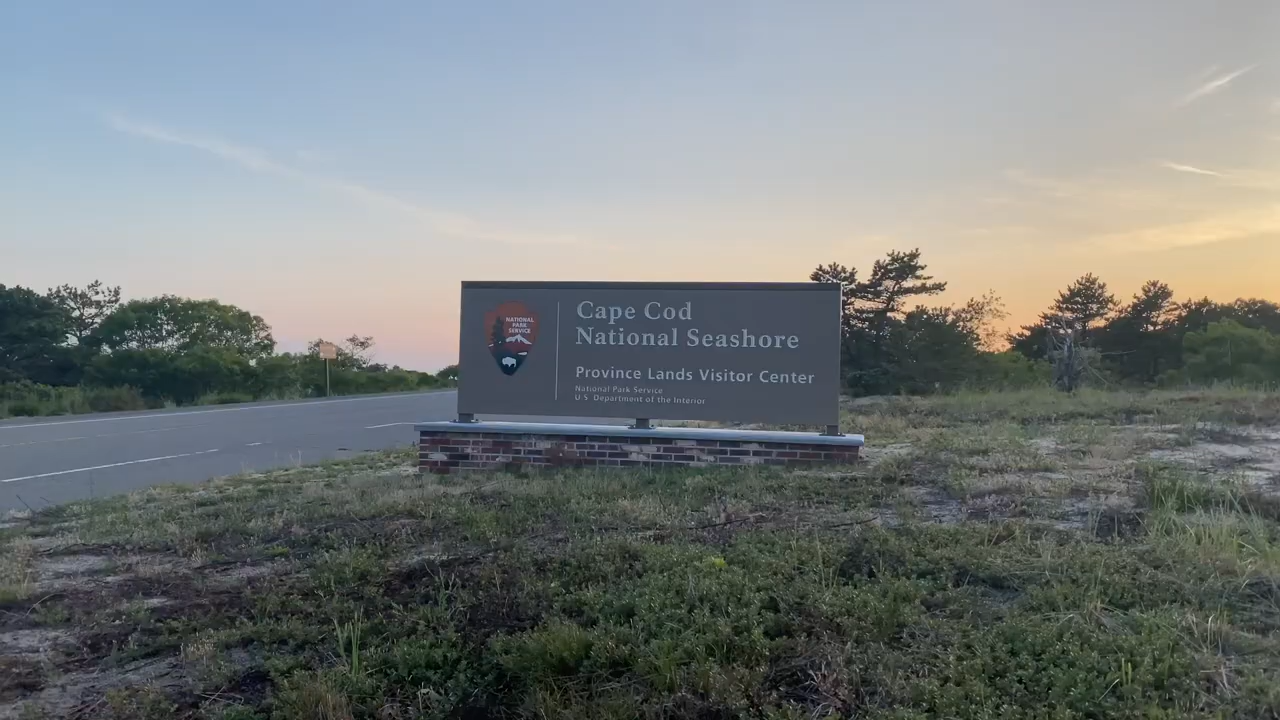 NATIONAL
PARK
SERVICE
Cape Cod
National Seashore
Province Lands Visitor Center
National Park Service
U.S. Department of the Interior